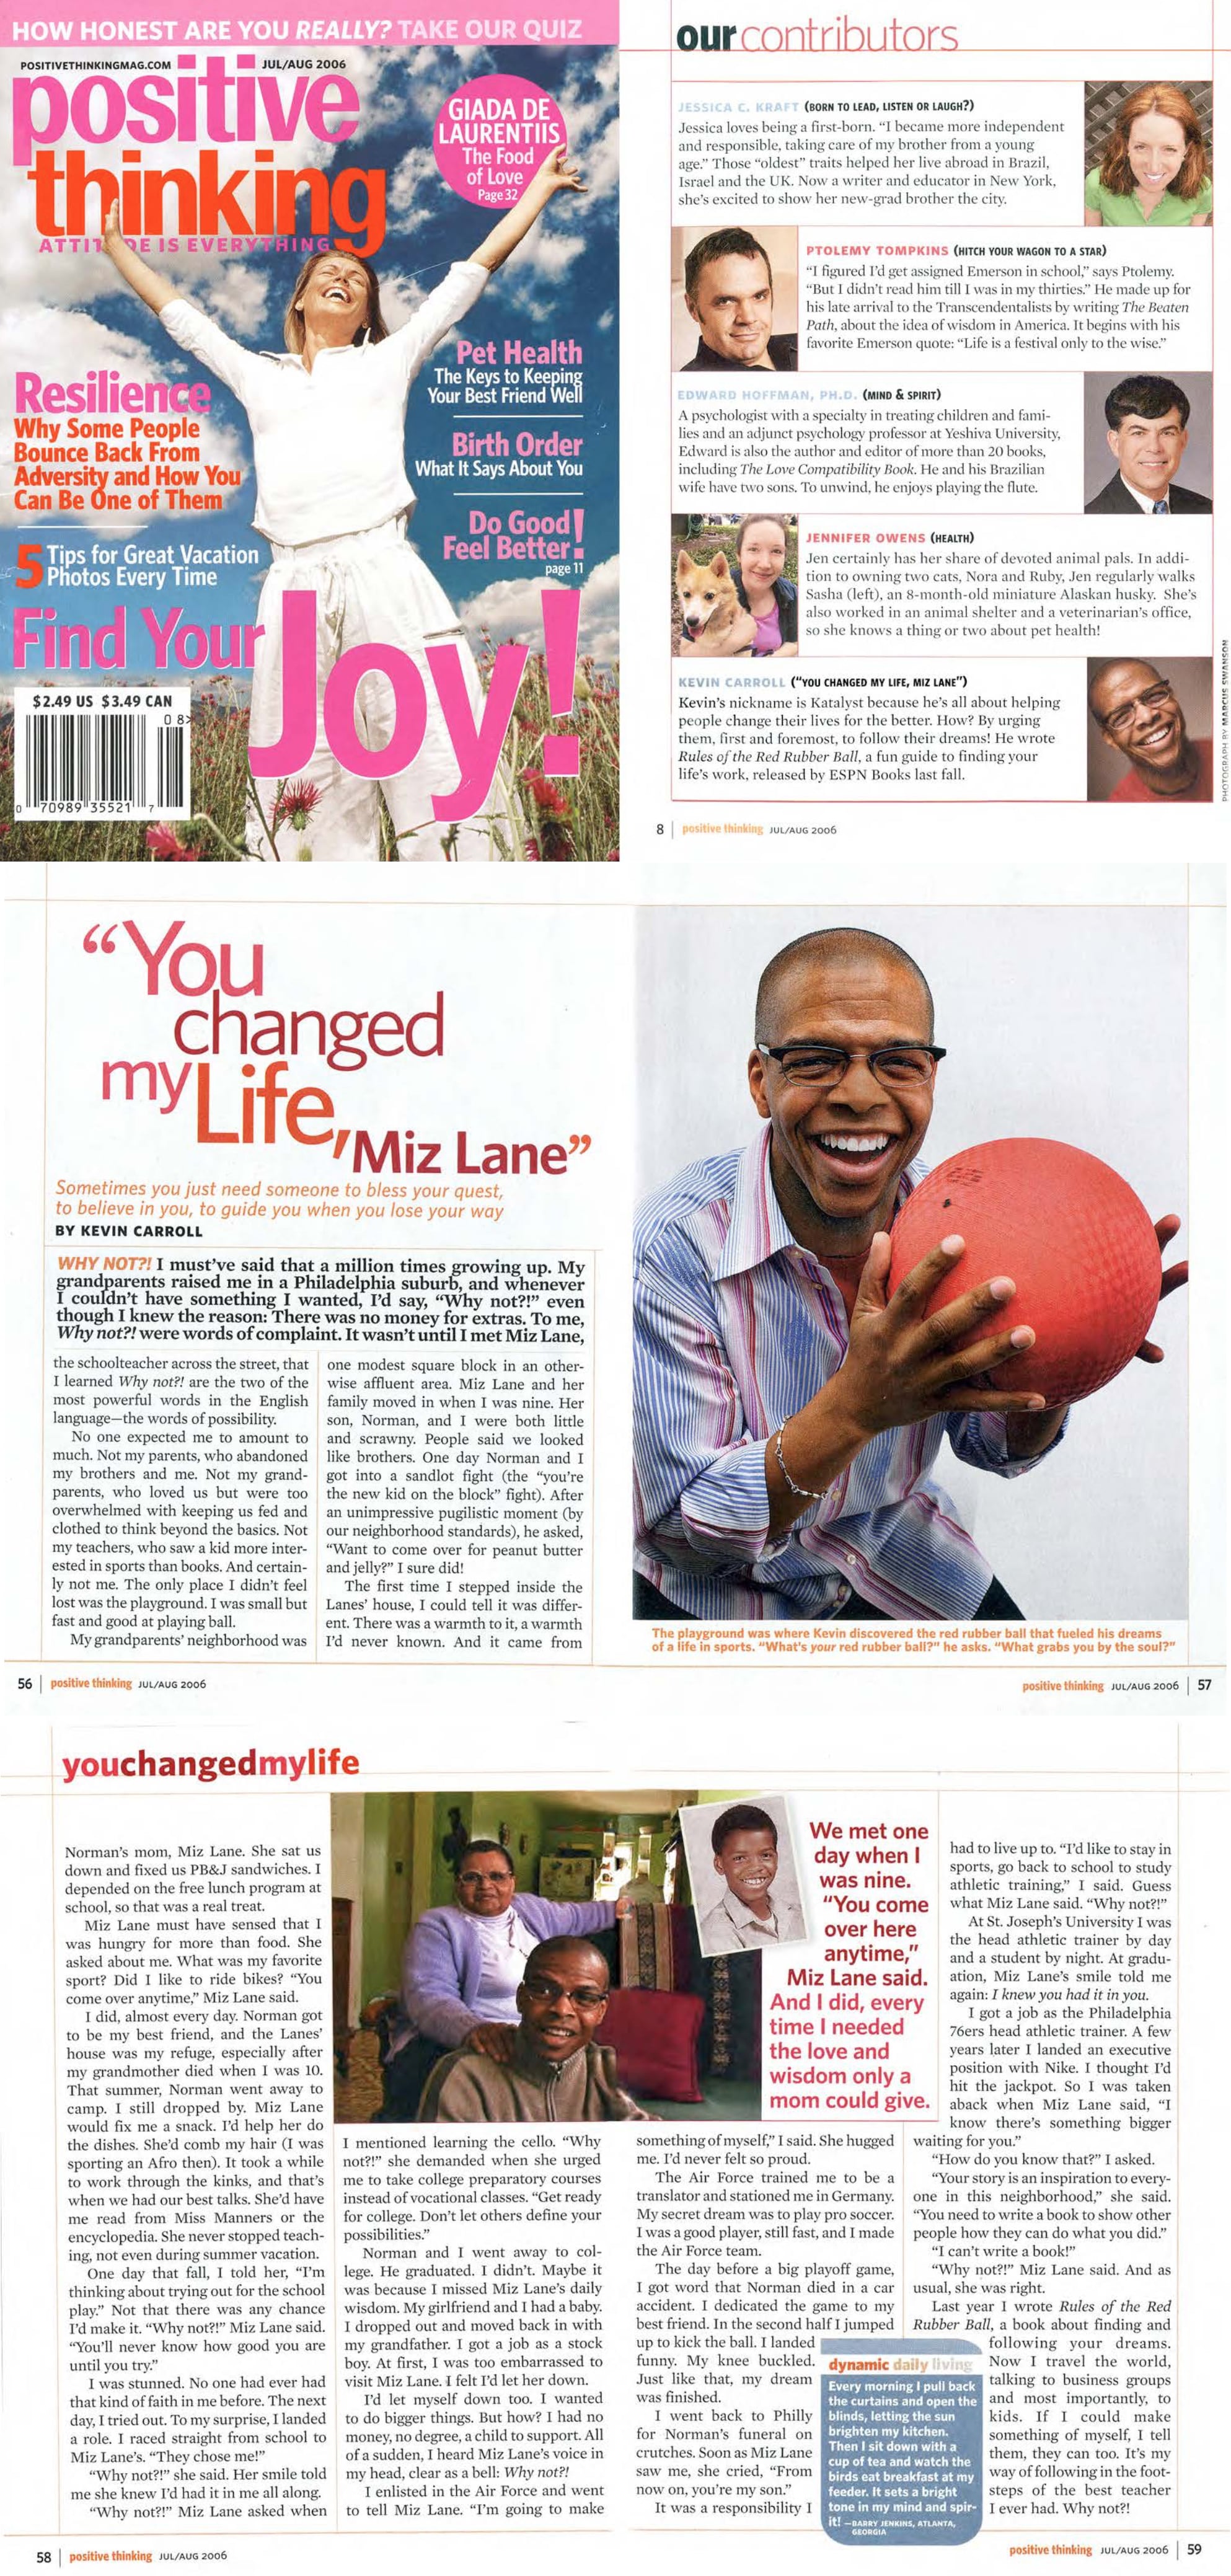 HOW HONEST ARE YOU REALLY? TAKE OUR QUIZ
POSITIVETHINKINGMAG.COM
JUL/AUG 2006
positive
thinking
ATTIT DE IS EVERYTHING
GIADA DE
LAURENTIIS
The Food
of Love
Page 32
Pet Health
The Keys to Keeping
Your Best Friend Well
Birth Order
What It Says About You
Do Good!
Feel Better!
page 11
Resilience
Why Some People
Bounce Back From
Adversity and How You
Can Be One of Them
5 Tips for Great Vacation
Photos Every Time
Find Your
Joy!
$2.49 US $3.49 CAN
0 8>
0 70989 35521 7
our contributors
JESSICA C. KRAFT (BORN TO LEAD, LISTEN OR LAUGH?)
Jessica loves being a first-born. “I became more independent
and responsible, taking care of my brother from a young
age.” Those “oldest” traits helped her live abroad in Brazil,
Israel and the UK. Now a writer and educator in New York,
she’s excited to show her new-grad brother the city.
PTOLEMY TOMPKINS (HITCH YOUR WAGON TO A STAR)
“I figured I’d get assigned Emerson in school,” says Ptolemy.
“But I didn’t read him till I was in my thirties.” He made up for
his late arrival to the Transcendentalists by writing The Beaten
Path, about the idea of wisdom in America. It begins with his
favorite Emerson quote: “Life is a festival only to the wise.”
EDWARD HOFFMAN, PH.D. (MIND & SPIRIT)
A psychologist with a specialty in treating children and fami-
lies and an adjunct psychology professor at Yeshiva University,
Edward is also the author and editor of more than 20 books,
including The Love Compatibility Book. He and his Brazilian
wife have two sons. To unwind, he enjoys playing the flute.
JENNIFER OWENS (HEALTH)
Jen certainly has her share of devoted animal pals. In addi-
tion to owning two cats, Nora and Ruby, Jen regularly walks
Sasha (left), an 8-month-old miniature Alaskan husky. She’s
also worked in an animal shelter and a veterinarian’s office,
so she knows a thing or two about pet health!
KEVIN CARROLL (“YOU CHANGED MY LIFE, MIZ LANE”)
Kevin’s nickname is Katalyst because he’s all about helping
people change their lives for the better. How? By urging
them, first and foremost, to follow their dreams! He wrote
Rules of the Red Rubber Ball, a fun guide to finding your
life’s work, released by ESPN Books last fall.
PHOTOGRAPH BY MARCUS SWANSON
8 | positive thinking JUL/AUG 2006
“You
changed
my Life,
Miz Lane”
Sometimes you just need someone to bless your quest,
to believe in you, to guide you when you lose your way
BY KEVIN CARROLL
WHY NOT?! I must’ve said that a million times growing up. My
grandparents raised me in a Philadelphia suburb, and whenever
I couldn’t have something I wanted, I’d say, “Why not?!” even
though I knew the reason: There was no money for extras. To me,
Why not?! were words of complaint. It wasn’t until I met Miz Lane,
the schoolteacher across the street, that
I learned Why not?! are the two of the
most powerful words in the English
language—the words of possibility.
No one expected me to amount to
much. Not my parents, who abandoned
my brothers and me. Not my grand-
parents, who loved us but were too
overwhelmed with keeping us fed and
clothed to think beyond the basics. Not
my teachers, who saw a kid more inter-
ested in sports than books. And certain-
ly not me. The only place I didn’t feel
lost was the playground. I was small but
fast and good at playing ball.
My grandparents’ neighborhood was
one modest square block in an other-
wise affluent area. Miz Lane and her
family moved in when I was nine. Her
son, Norman, and I were both little
and scrawny. People said we looked
like brothers. One day Norman and I
got into a sandlot fight (the “you’re
the new kid on the block” fight). After
an unimpressive pugilistic moment (by
our neighborhood standards), he asked,
“Want to come over for peanut butter
and jelly?” I sure did!
The first time I stepped inside the
Lanes’ house, I could tell it was differ-
ent. There was a warmth to it, a warmth
I’d never known. And it came from
The playground was where Kevin discovered the red rubber ball that fueled his dreams
of a life in sports. “What’s your red rubber ball?” he asks. “What grabs you by the soul?”
56 | positive thinking JUL/AUG 2006
positive thinking JUL/AUG 2006 | 57
youchangedmylife
Norman’s mom, Miz Lane. She sat us
down and fixed us PB&J sandwiches. I
depended on the free lunch program at
school, so that was a real treat.
Miz Lane must have sensed that I
was hungry for more than food. She
asked about me. What was my favorite
sport? Did I like to ride bikes? “You
come over anytime,” Miz Lane said.
I did, almost every day. Norman got
to be my best friend, and the Lanes’
house was my refuge, especially after
my grandmother died when I was 10.
That summer, Norman went away to
camp. I still dropped by. Miz Lane
would fix me a snack. I’d help her do
the dishes. She’d comb my hair (I was
sporting an Afro then). It took a while
to work through the kinks, and that’s
when we had our best talks. She’d have
me read from Miss Manners or the
encyclopedia. She never stopped teach-
ing, not even during summer vacation.
One day that fall, I told her, “I’m
thinking about trying out for the school
play.” Not that there was any chance
I’d make it. “Why not?!” Miz Lane said.
“You’ll never know how good you are
until you try.”
I was stunned. No one had ever had
that kind of faith in me before. The next
day, I tried out. To my surprise, I landed
a role. I raced straight from school to
Miz Lane’s. “They chose me!”
“Why not?!” she said. Her smile told
me she knew I’d had it in me all along.
“Why not?!” Miz Lane asked when
I mentioned learning the cello. “Why
not?!” she demanded when she urged
me to take college preparatory courses
instead of vocational classes. “Get ready
for college. Don’t let others define your
possibilities.”
Norman and I went away to col-
lege. He graduated. I didn’t. Maybe it
was because I missed Miz Lane’s daily
wisdom. My girlfriend and I had a baby.
I dropped out and moved back in with
my grandfather. I got a job as a stock
boy. At first, I was too embarrassed to
visit Miz Lane. I felt I’d let her down.
I’d let myself down too. I wanted
to do bigger things. But how? I had no
money, no degree, a child to support. All
of a sudden, I heard Miz Lane’s voice in
my head, clear as a bell: Why not?!
I enlisted in the Air Force and went
to tell Miz Lane. “I’m going to make
We met one
day when I
was nine.
“You come
over here
anytime,”
Miz Lane said.
And I did, every
time I needed
the love and
wisdom only a
mom could give.
something of myself,” I said. She hugged
me. I’d never felt so proud.
The Air Force trained me to be a
translator and stationed me in Germany.
My secret dream was to play pro soccer.
I was a good player, still fast, and I made
the Air Force team.
The day before a big playoff game,
I got word that Norman died in a car
accident. I dedicated the game to my
best friend. In the second half I jumped
up to kick the ball. I landed
funny. My knee buckled.
Just like that, my dream
was finished.
I went back to Philly
for Norman’s funeral on
crutches. Soon as Miz Lane
saw me, she cried, “From
now on, you’re my son.”
It was a responsibility I
dynamic daily living
Every morning I pull back
the curtains and open the
blinds, letting the sun
brighten my kitchen.
Then I sit down with a
cup of tea and watch the
birds eat breakfast at my
feeder. It sets a bright
tone in my mind and spir-
it! —BARRY JENKINS, ATLANTA,
GEORGIA
had to live up to. “I’d like to stay in
sports, go back to school to study
athletic training,” I said. Guess
what Miz Lane said. “Why not?!”
At St. Joseph’s University I was
the head athletic trainer by day
and a student by night. At gradu-
ation, Miz Lane’s smile told me
again: I knew you had it in you.
I got a job as the Philadelphia
76ers head athletic trainer. A few
years later I landed an executive
position with Nike. I thought I’d
hit the jackpot. So I was taken
aback when Miz Lane said, “I
know there’s something bigger
waiting for you.”
“How do you know that?” I asked.
“Your story is an inspiration to every-
one in this neighborhood,” she said.
“You need to write a book to show other
people how they can do what you did.”
“I can’t write a book!”
“Why not?!” Miz Lane said. And as
usual, she was right.
Last year I wrote Rules of the Red
Rubber Ball, a book about finding and
following your dreams.
Now I travel the world,
talking to business groups
and most importantly, to
kids. If I could make
something of myself, I tell
them, they can too. It’s my
way of following in the foot-
steps of the best teacher
I ever had. Why not?!
58 | positive thinking JUL/AUG 2006
positive thinking JUL/AUG 2006 | 59